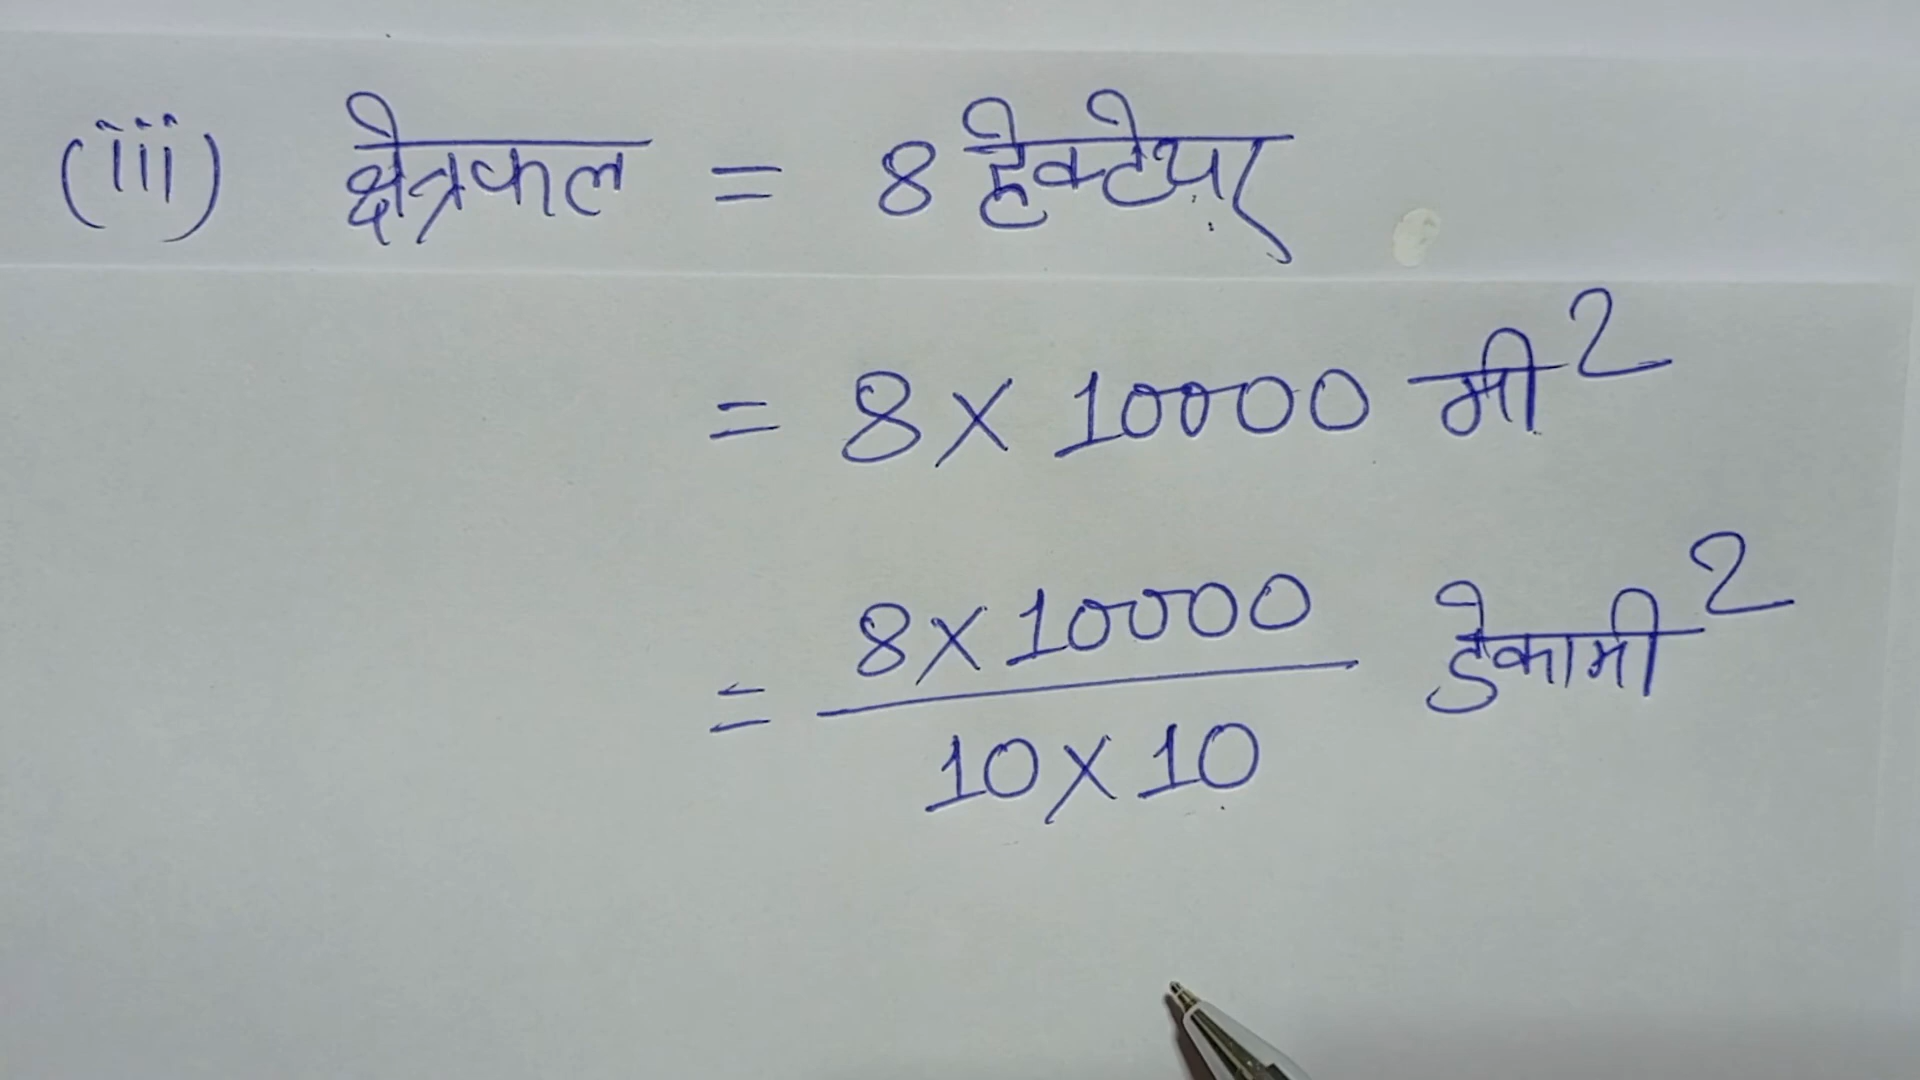 (iii) क्षेत्रफल = 8 हेक्टेयर
= 8 × 10000 मी²
= 8 × 10000 / 10 × 10 डेकामी²